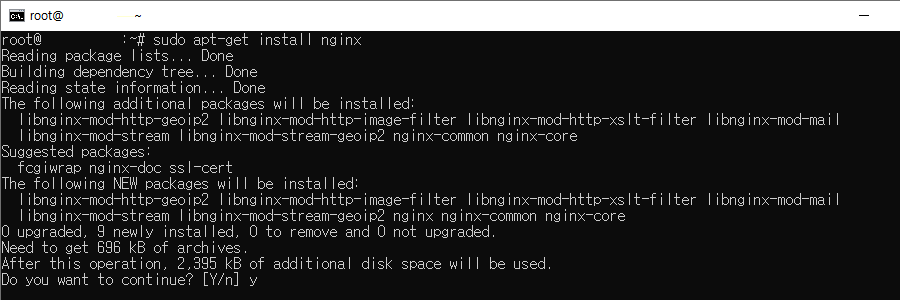 root@ ~
root@ :~# sudo apt-get install nginx
Reading package lists... Done
Building dependency tree... Done
Reading state information... Done
The following additional packages will be installed:
libnginx-mod-http-geoip2 libnginx-mod-http-image-filter libnginx-mod-http-xslt-filter libnginx-mod-mail
libnginx-mod-stream libnginx-mod-stream-geoip2 nginx-common nginx-core
Suggested packages:
fcgiwrap nginx-doc ssl-cert
The following NEW packages will be installed:
libnginx-mod-http-geoip2 libnginx-mod-http-image-filter libnginx-mod-http-xslt-filter libnginx-mod-mail
libnginx-mod-stream libnginx-mod-stream-geoip2 nginx nginx-common nginx-core
0 upgraded, 9 newly installed, 0 to remove and 0 not upgraded.
Need to get 696 kB of archives.
After this operation, 2,395 kB of additional disk space will be used.
Do you want to continue? [Y/n] y